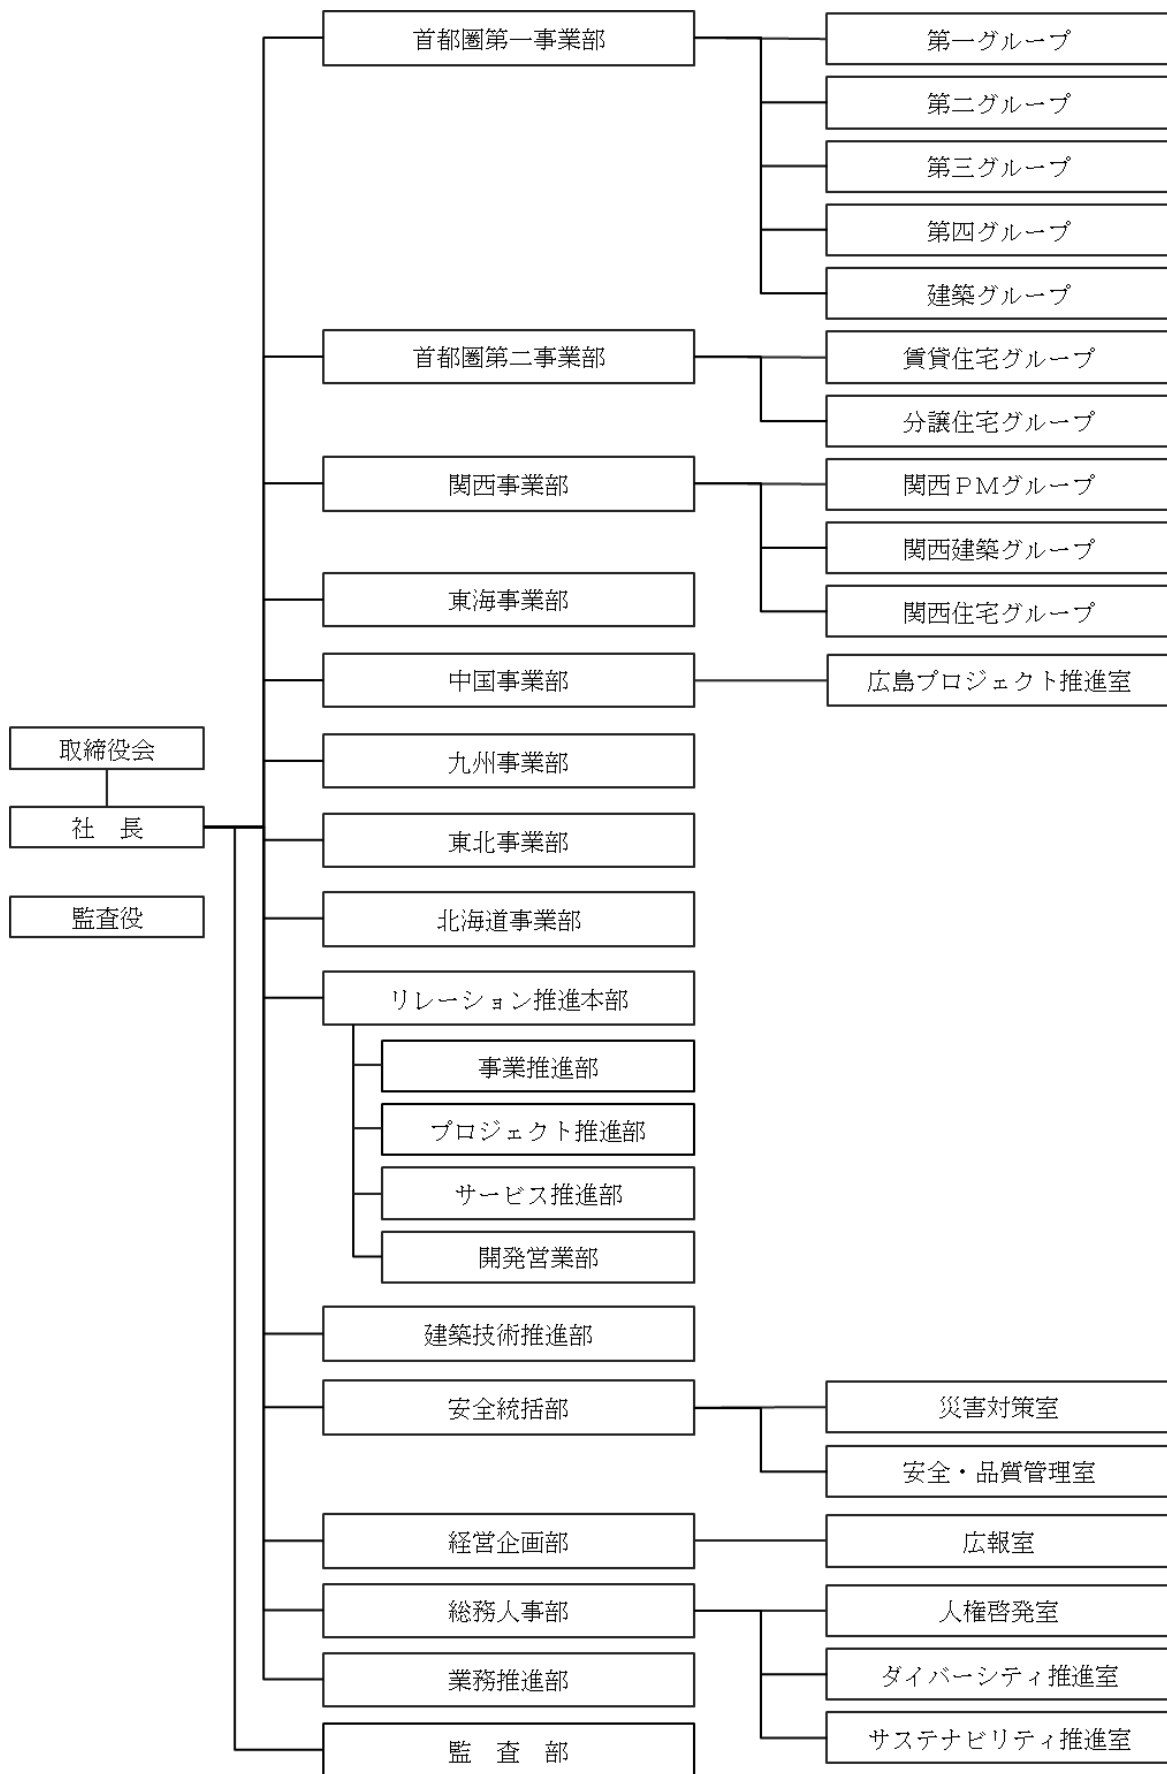 取締役会
社　長
監査役
首都圏第一事業部
第一グループ
第二グループ
第三グループ
第四グループ
建築グループ
首都圏第二事業部
賃貸住宅グループ
分譲住宅グループ
関西事業部
関西ＰＭグループ
関西建築グループ
関西住宅グループ
東海事業部
中国事業部
広島プロジェクト推進室
九州事業部
東北事業部
北海道事業部
リレーション推進本部
事業推進部
プロジェクト推進部
サービス推進部
開発営業部
建築技術推進部
安全統括部
災害対策室
安全・品質管理室
経営企画部
広報室
総務人事部
人権啓発室
ダイバーシティ推進室
サステナビリティ推進室
業務推進部
監　査　部